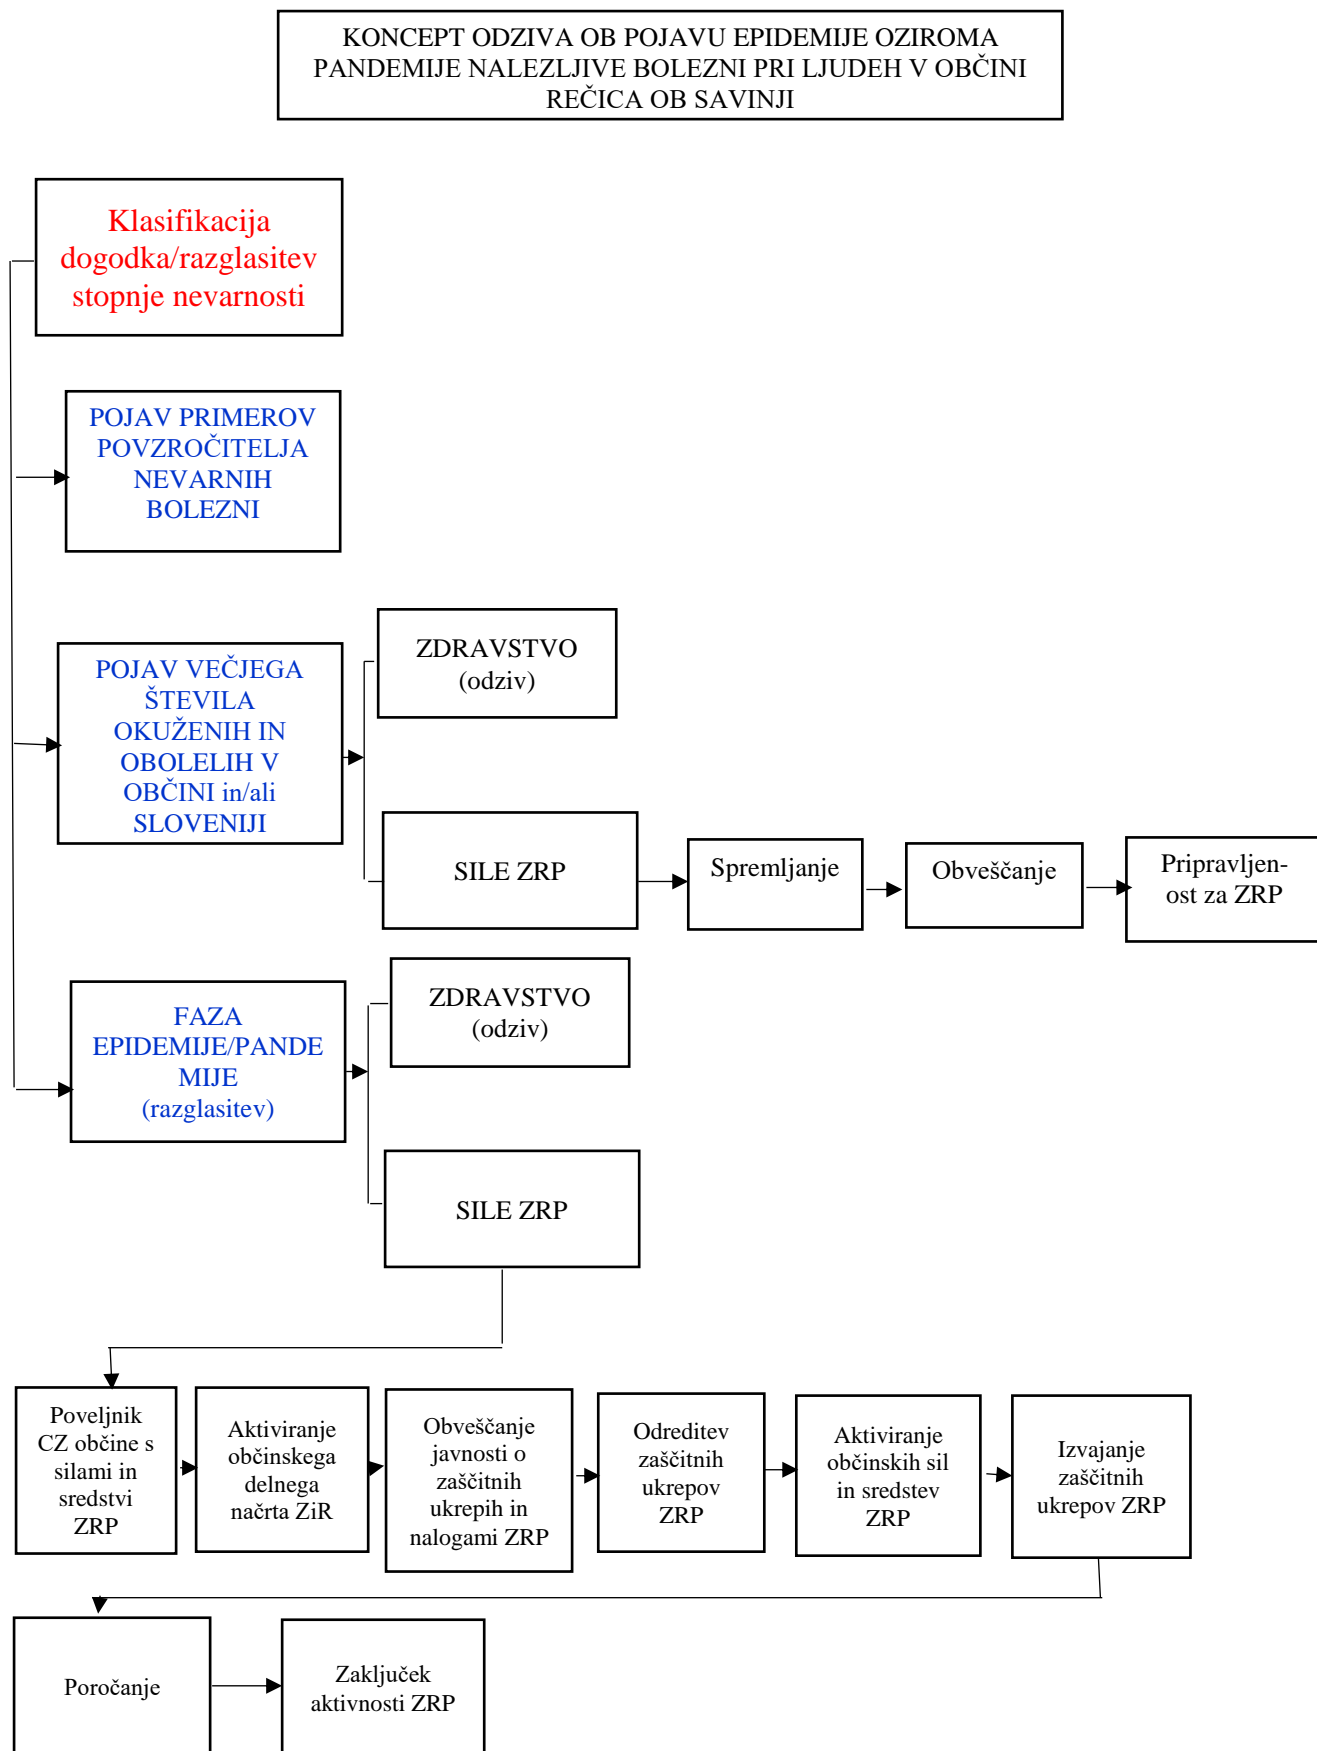 KONCEPT ODZIVA OB POJAVU EPIDEMIJE OZIROMA
PANDEMIJE NALEZLJIVE BOLEZNI PRI LJUDEH V OBČINI
REČICA OB SAVINJI
Klasifikacija
dogodka/razglasitev
stopnje nevarnosti
POJAV PRIMEROV
POVZROČITELJA
NEVARNIH
BOLEZNI
POJAV VEČJEGA
ŠTEVILA
OKUŽENIH IN
OBOLELIH V
OBČINI in/ali
SLOVENIJI
ZDRAVSTVO
(odziv)
SILE ZRP
Spremljanje
Obveščanje
Pripravljen-
ost za ZRP
FAZA
EPIDEMIJE/PANDE
MIJE
(razglasitev)
ZDRAVSTVO
(odziv)
SILE ZRP
Poveljnik
CZ občine s
silami in
sredstvi
ZRP
Aktiviranje
občinskega
delnega
načrta ZiR
Obveščanje
javnosti o
zaščitnih
ukrepih in
nalogami ZRP
Odreditev
zaščitnih
ukrepov
ZRP
Aktiviranje
občinskih sil
in sredstev
ZRP
Izvajanje
zaščitnih
ukrepov ZRP
Poročanje
Zaključek
aktivnosti ZRP